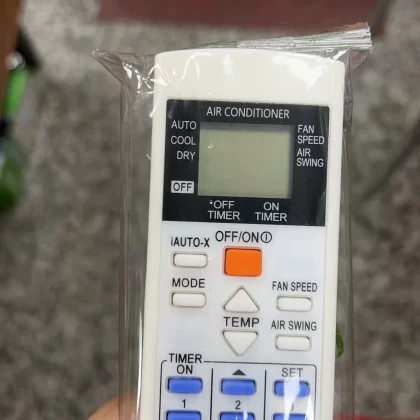 AIR CONDITIONER
AUTO
COOL
DRY
OFF
FAN
SPEED
AIR
SWING
*OFF
TIMER
ON
TIMER
OFF/ON
iAUTO-X
MODE
FAN SPEED
TEMP
AIR SWING
TIMER
ON
SET
1
2